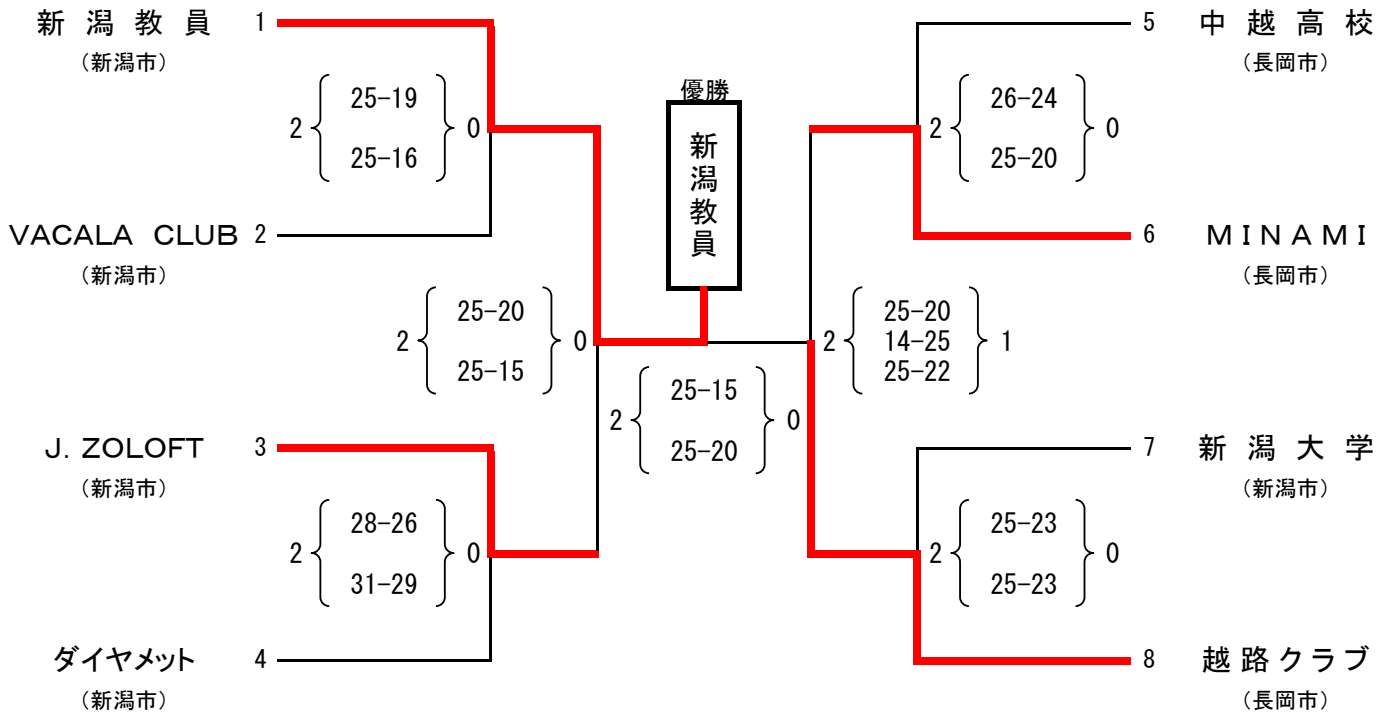 新潟教員 1
(新潟市)
2 25-19 0
25-16
VACALA CLUB 2
(新潟市)
2 25-20 0
25-15
J. ZOLOFT 3
(新潟市)
2 28-26 0
31-29
ダイヤメット 4
(新潟市)
優勝
新潟教員
2 25-15 0
25-20
5 中越高校
(長岡市)
2 26-24 0
25-20
6 MINAMI
(長岡市)
25-20
2 14-25 1
25-22
7 新潟大学
(新潟市)
2 25-23 0
25-23
8 越路クラブ
(長岡市)